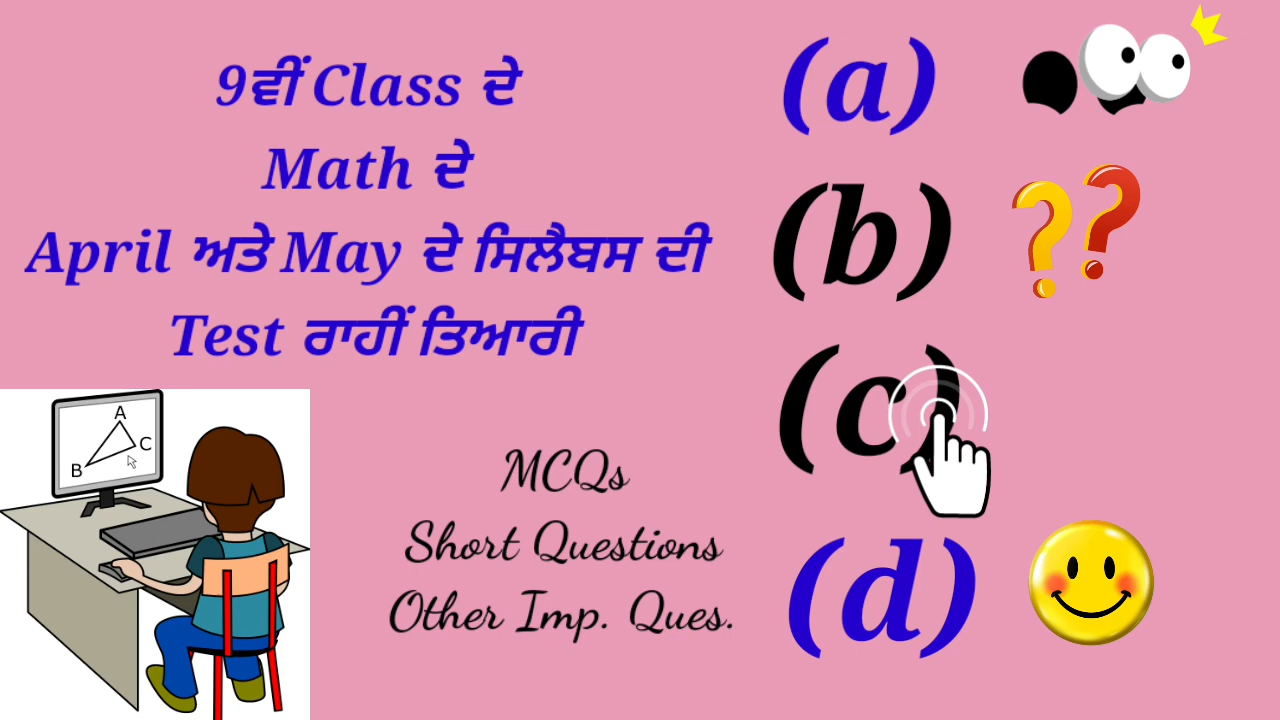 9ਵੀਂ Class ਦੇ
Math ਦੇ
April ਅਤੇ May ਦੇ ਸਿਲੈਬਸ ਦੀ
Test ਰਾਹੀਂ ਤਿਆਰੀ
A
C
B
MCQs
Short Questions
Other Imp. Ques.
(a)
(b)
??
(c)
(d)